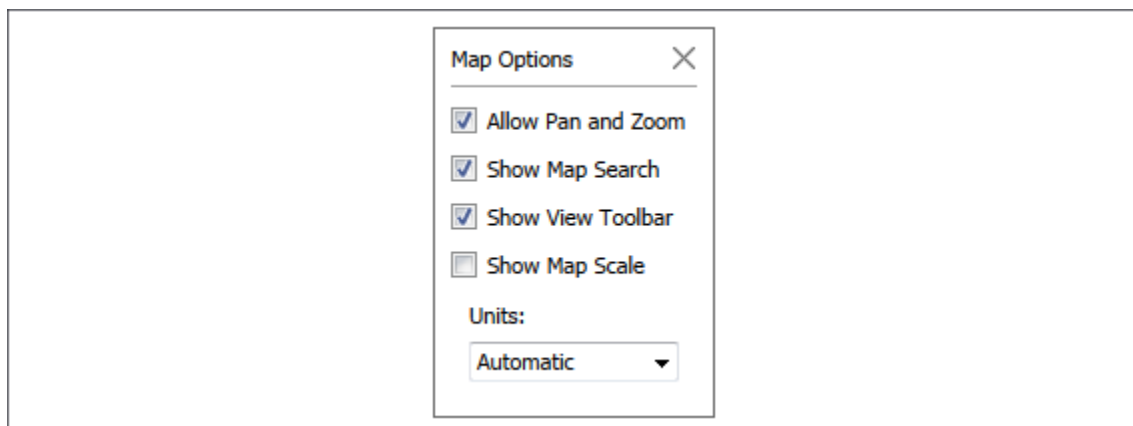 Map Options
Allow Pan and Zoom
Show Map Search
Show View Toolbar
Show Map Scale
Units:
Automatic